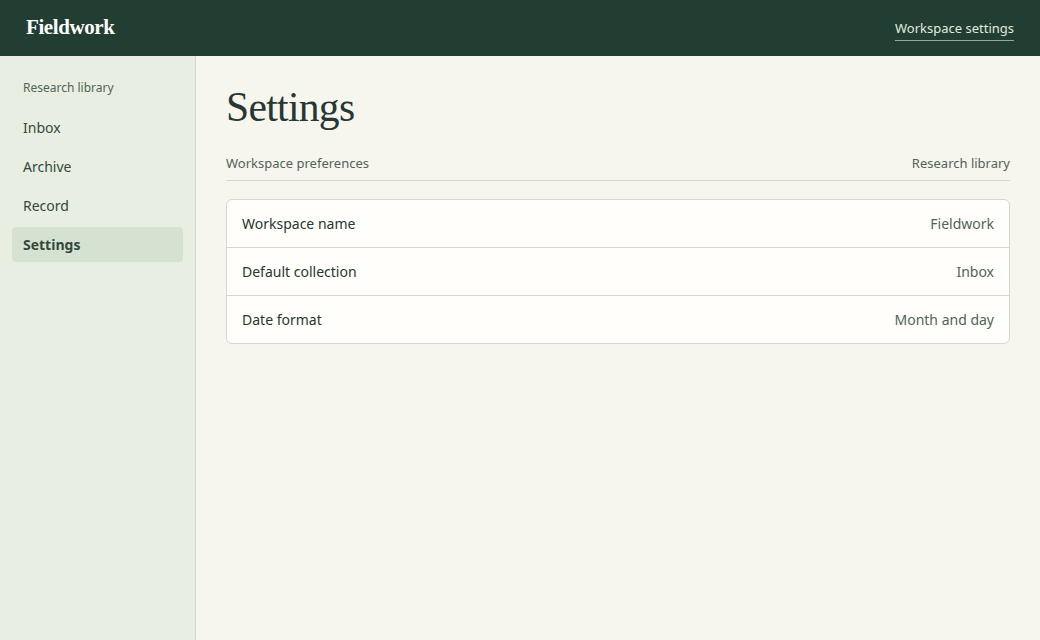 Fieldwork
Workspace settings
Research library
Inbox
Archive
Record
Settings
Settings
Workspace preferences
Research library
Workspace name
Fieldwork
Default collection
Inbox
Date format
Month and day